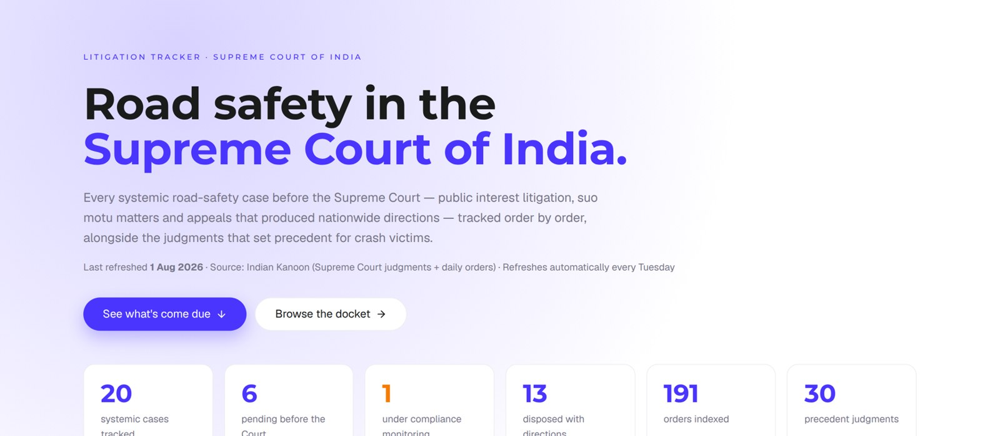 LITIGATION TRACKER · SUPREME COURT OF INDIA
Road safety in the
Supreme Court of India.
Every systemic road-safety case before the Supreme Court — public interest litigation, suo
motu matters and appeals that produced nationwide directions — tracked order by order,
alongside the judgments that set precedent for crash victims.
Last refreshed 1 Aug 2026 · Source: Indian Kanoon (Supreme Court judgments + daily orders) · Refreshes automatically every Tuesday
See what's come due ↓
Browse the docket →
20
systemic cases
tracked
6
pending before the
Court
1
under compliance
monitoring
13
disposed with
directions
191
orders indexed
30
precedent judgments